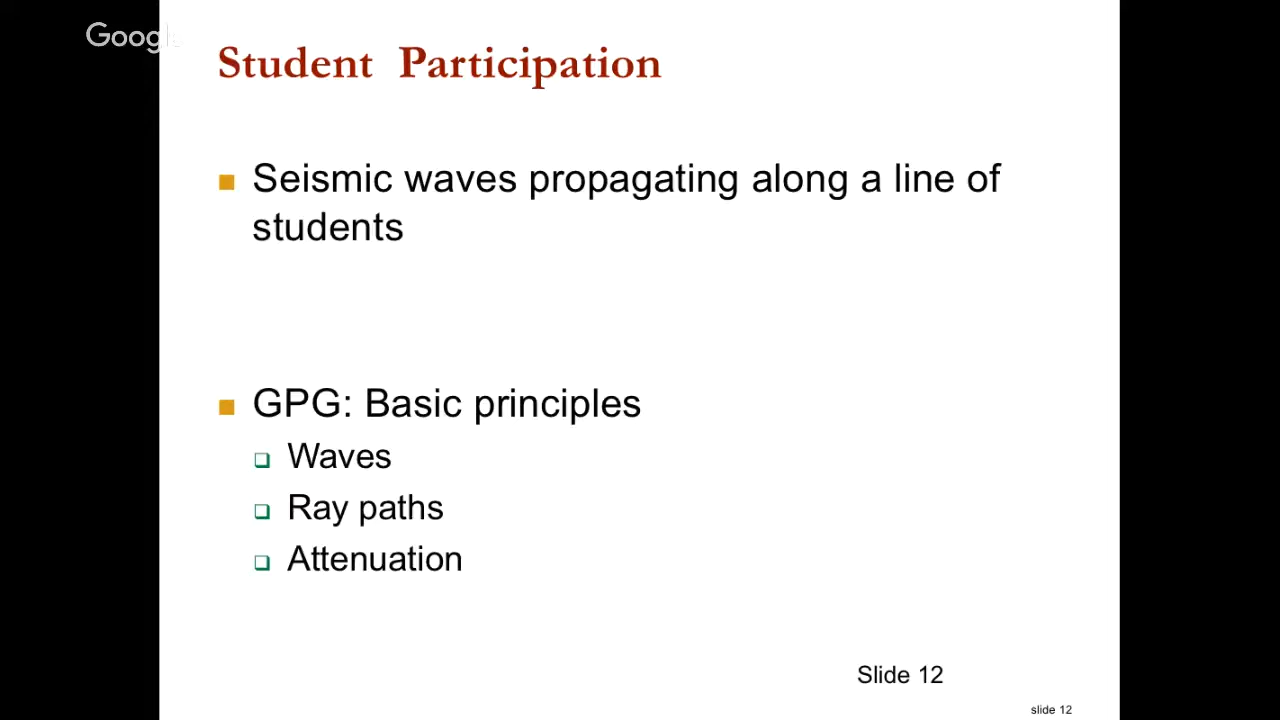 Google
Student Participation
Seismic waves propagating along a line of
students
GPG: Basic principles
Waves
Ray paths
Attenuation
Slide 12
slide 12